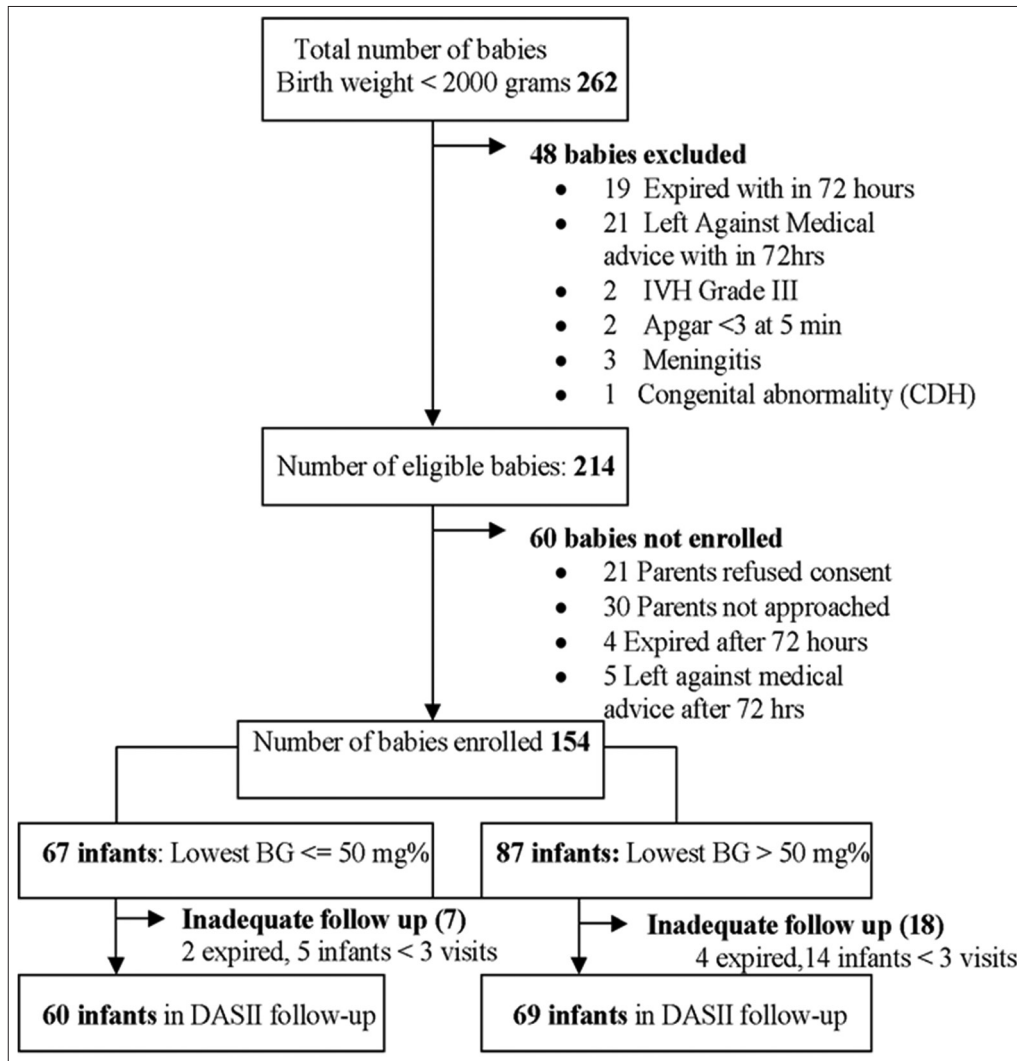 Total number of babies
Birth weight < 2000 grams 262
48 babies excluded
• 19 Expired with in 72 hours
• 21 Left Against Medical
advice with in 72hrs
• 2 IVH Grade III
• 2 Apgar <3 at 5 min
• 3 Meningitis
• 1 Congenital abnormality (CDH)
Number of eligible babies: 214
60 babies not enrolled
• 21 Parents refused consent
• 30 Parents not approached
• 4 Expired after 72 hours
• 5 Left against medical
advice after 72 hrs
Number of babies enrolled 154
67 infants: Lowest BG <= 50 mg%
87 infants: Lowest BG > 50 mg%
Inadequate follow up (7)
2 expired, 5 infants < 3 visits
Inadequate follow up (18)
4 expired,14 infants < 3 visits
60 infants in DASII follow-up
69 infants in DASII follow-up